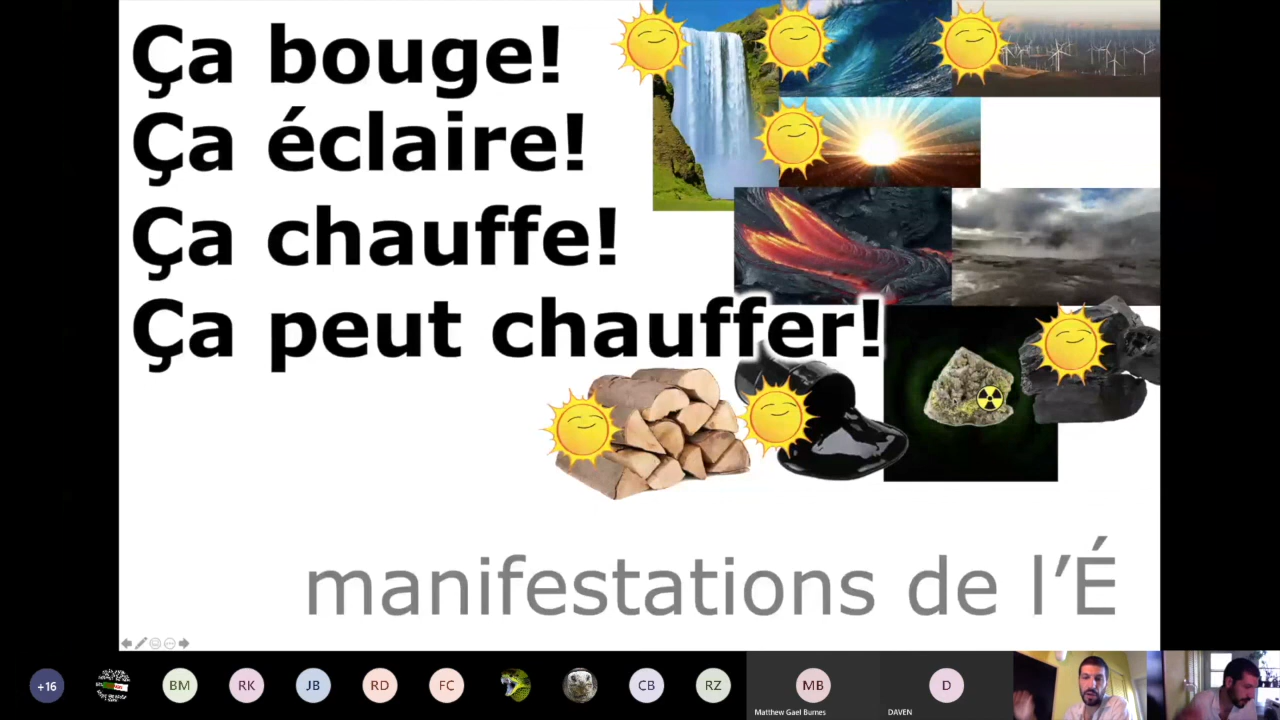 Ça bouge!
Ça éclaire!
Ça chauffe!
Ça peut chauffer!
manifestations de l'É
+16
BM
RK
JB
RD
FC
CB
RZ
MB
D
Matthew Gael Burnes
DAVEN